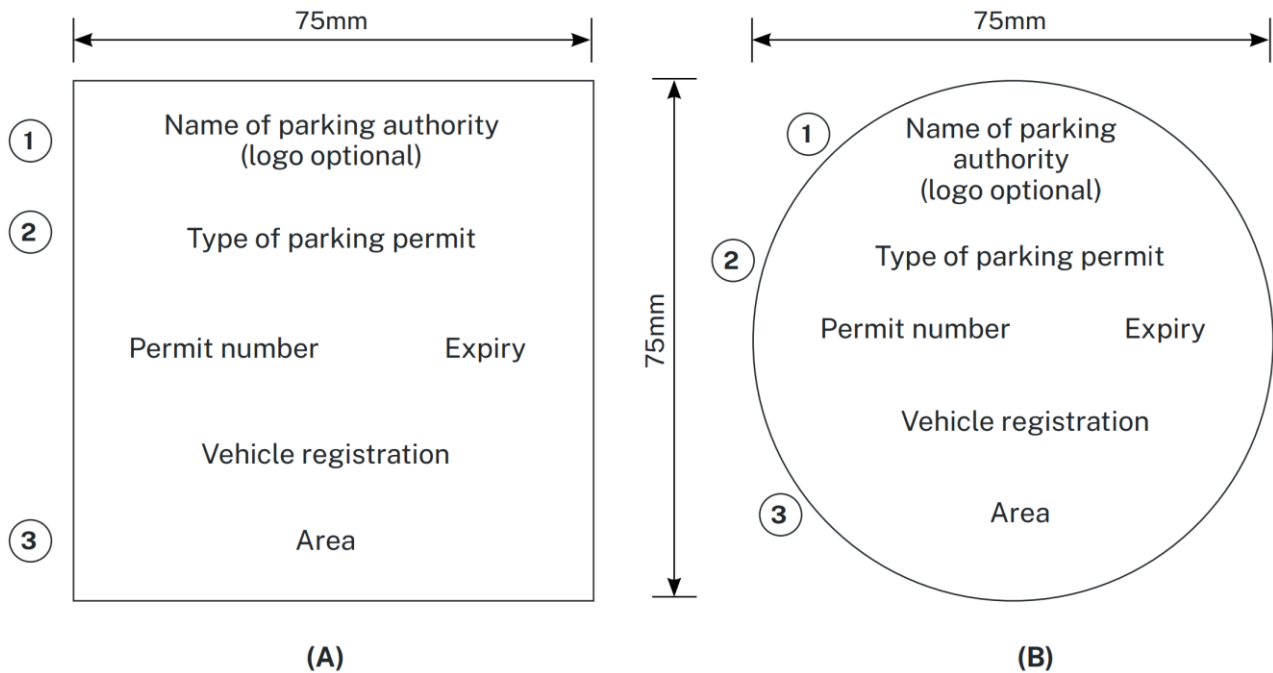 75mm
1
Name of parking authority
(logo optional)
2
Type of parking permit
Permit number Expiry
Vehicle registration
3
Area
(A)
75mm
75mm
1
Name of parking
authority
(logo optional)
2
Type of parking permit
Permit number Expiry
Vehicle registration
3
Area
(B)